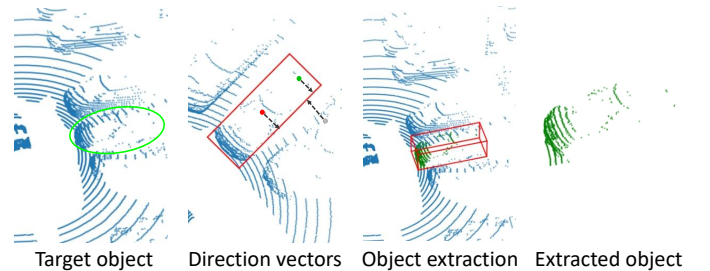 Target object
Direction vectors
Object extraction
Extracted object